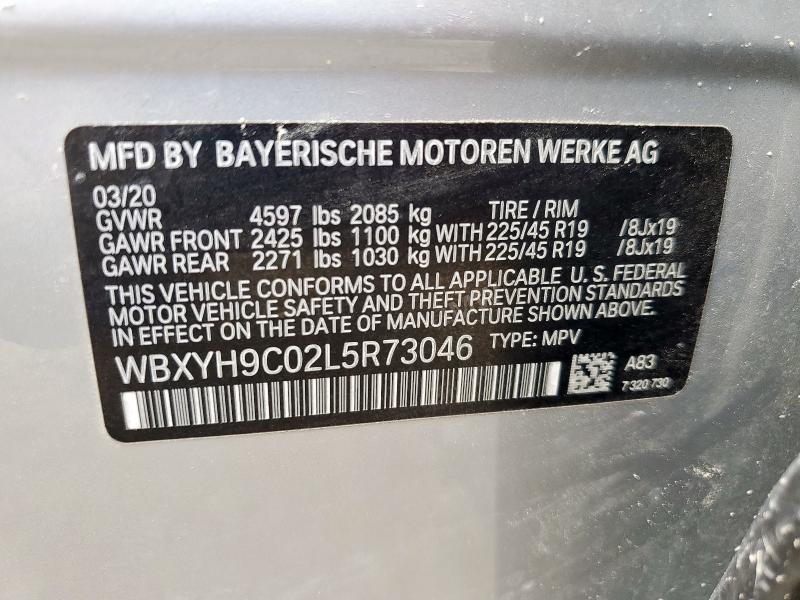 MFD BY BAYERISCHE MOTOREN WERKE AG
03/20 TIRE / RIM
GVWR 4597 lbs 2085 kg
GAWR FRONT 2425 lbs 1100 kg WITH 225/45 R19 /8Jx19
GAWR REAR 2271 lbs 1030 kg WITH 225/45 R19 /8Jx19
THIS VEHICLE CONFORMS TO ALL APPLICABLE U. S. FEDERAL
MOTOR VEHICLE SAFETY AND THEFT PREVENTION STANDARDS
IN EFFECT ON THE DATE OF MANUFACTURE SHOWN ABOVE.
WBXYH9C02L5R73046 TYPE: MPV
A83
7 320 730